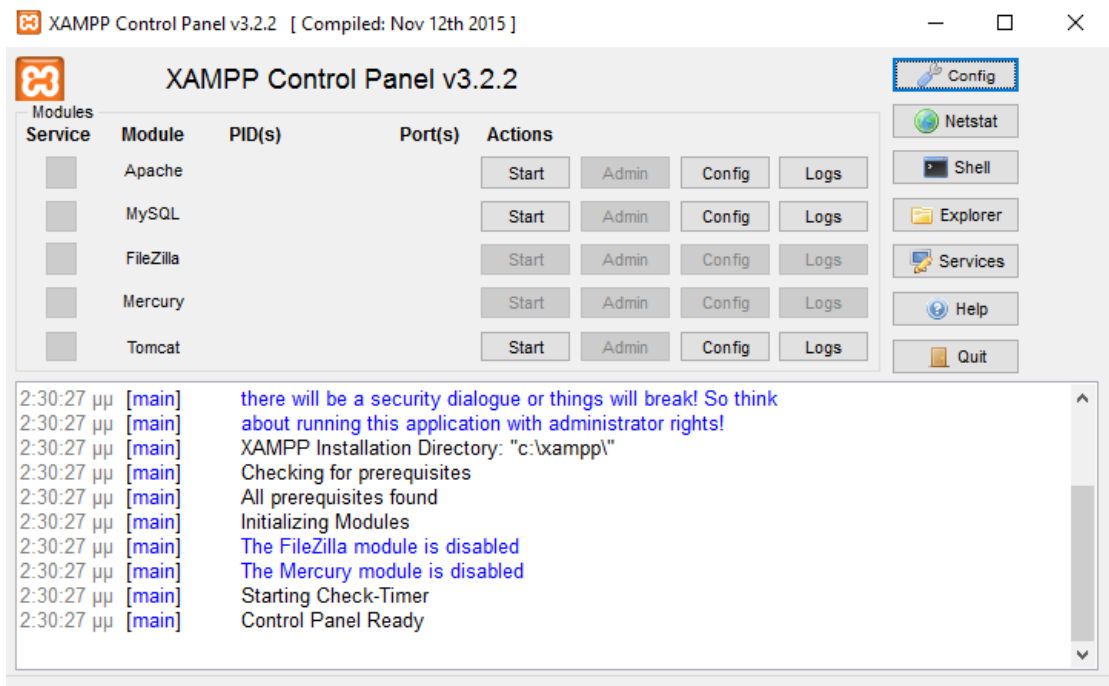 XAMPP Control Panel v3.2.2 [ Compiled: Nov 12th 2015 ]
XAMPP Control Panel v3.2.2
Config
Modules
Netstat
Service Module PID(s) Port(s) Actions
Apache Start Admin Config Logs
Shell
MySQL Start Admin Config Logs
Explorer
FileZilla Start Admin Config Logs
Services
Mercury Start Admin Config Logs
Help
Tomcat Start Admin Config Logs
Quit
2:30:27 μμ [main] there will be a security dialogue or things will break! So think
2:30:27 μμ [main] about running this application with administrator rights!
2:30:27 μμ [main] XAMPP Installation Directory: "c:\xampp\"
2:30:27 μμ [main] Checking for prerequisites
2:30:27 μμ [main] All prerequisites found
2:30:27 μμ [main] Initializing Modules
2:30:27 μμ [main] The FileZilla module is disabled
2:30:27 μμ [main] The Mercury module is disabled
2:30:27 μμ [main] Starting Check-Timer
2:30:27 μμ [main] Control Panel Ready